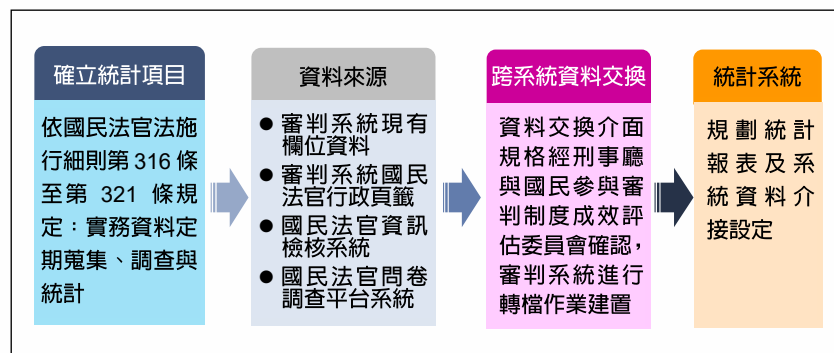 確立統計項目
依國民法官法施
行細則第 316 條
至第 321 條規
定：實務資料定
期蒐集、調查與
統計
資料來源
● 審判系統現有
欄位資料
● 審判系統國民
法官行政頁籤
● 國民法官資訊
檢核系統
● 國民法官問卷
調查平台系統
跨系統資料交換
資料交換介面
規格經刑事廳
與國民參與審
判制度成效評
估委員會確認，
審判系統進行
轉檔作業建置
統計系統
規劃統計
報表及系
統資料介
接設定